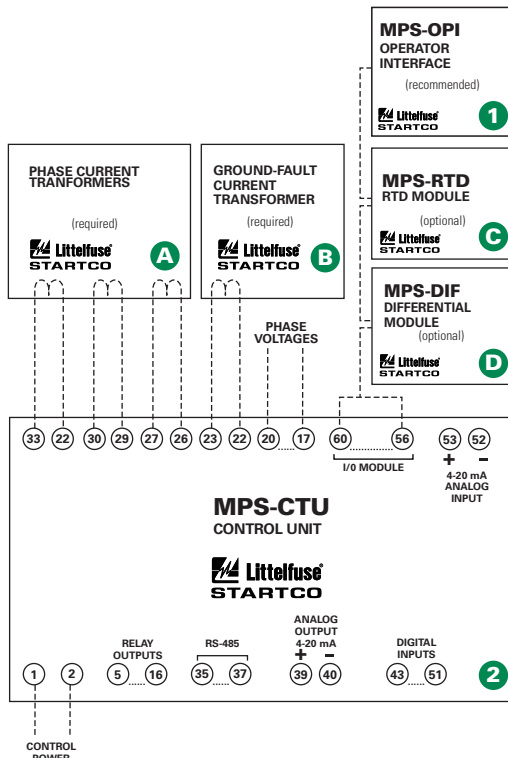 MPS-OPI
OPERATOR
INTERFACE
(recommended)
Littelfuse®
STARTCO
1
PHASE CURRENT
TRANFORMERS
(required)
Littelfuse®
STARTCO
A
GROUND-FAULT
CURRENT
TRANSFORMER
(required)
Littelfuse®
STARTCO
B
MPS-RTD
RTD MODULE
(optional)
Littelfuse®
STARTCO
C
MPS-DIF
DIFFERENTIAL
MODULE
(optional)
Littelfuse®
STARTCO
D
PHASE
VOLTAGES
33 22 30 29 27 26 23 22 20 ...... 17 60 ............ 56 53 52
I/0 MODULE
+ –
4-20 mA
ANALOG
INPUT
MPS-CTU
CONTROL UNIT
Littelfuse®
STARTCO
RELAY
OUTPUTS
RS-485
ANALOG
OUTPUT
4-20 mA
+ –
DIGITAL
INPUTS
1 2 5 ...... 16 35 ...... 37 39 40 43 ...... 51
2
CONTROL
POWER